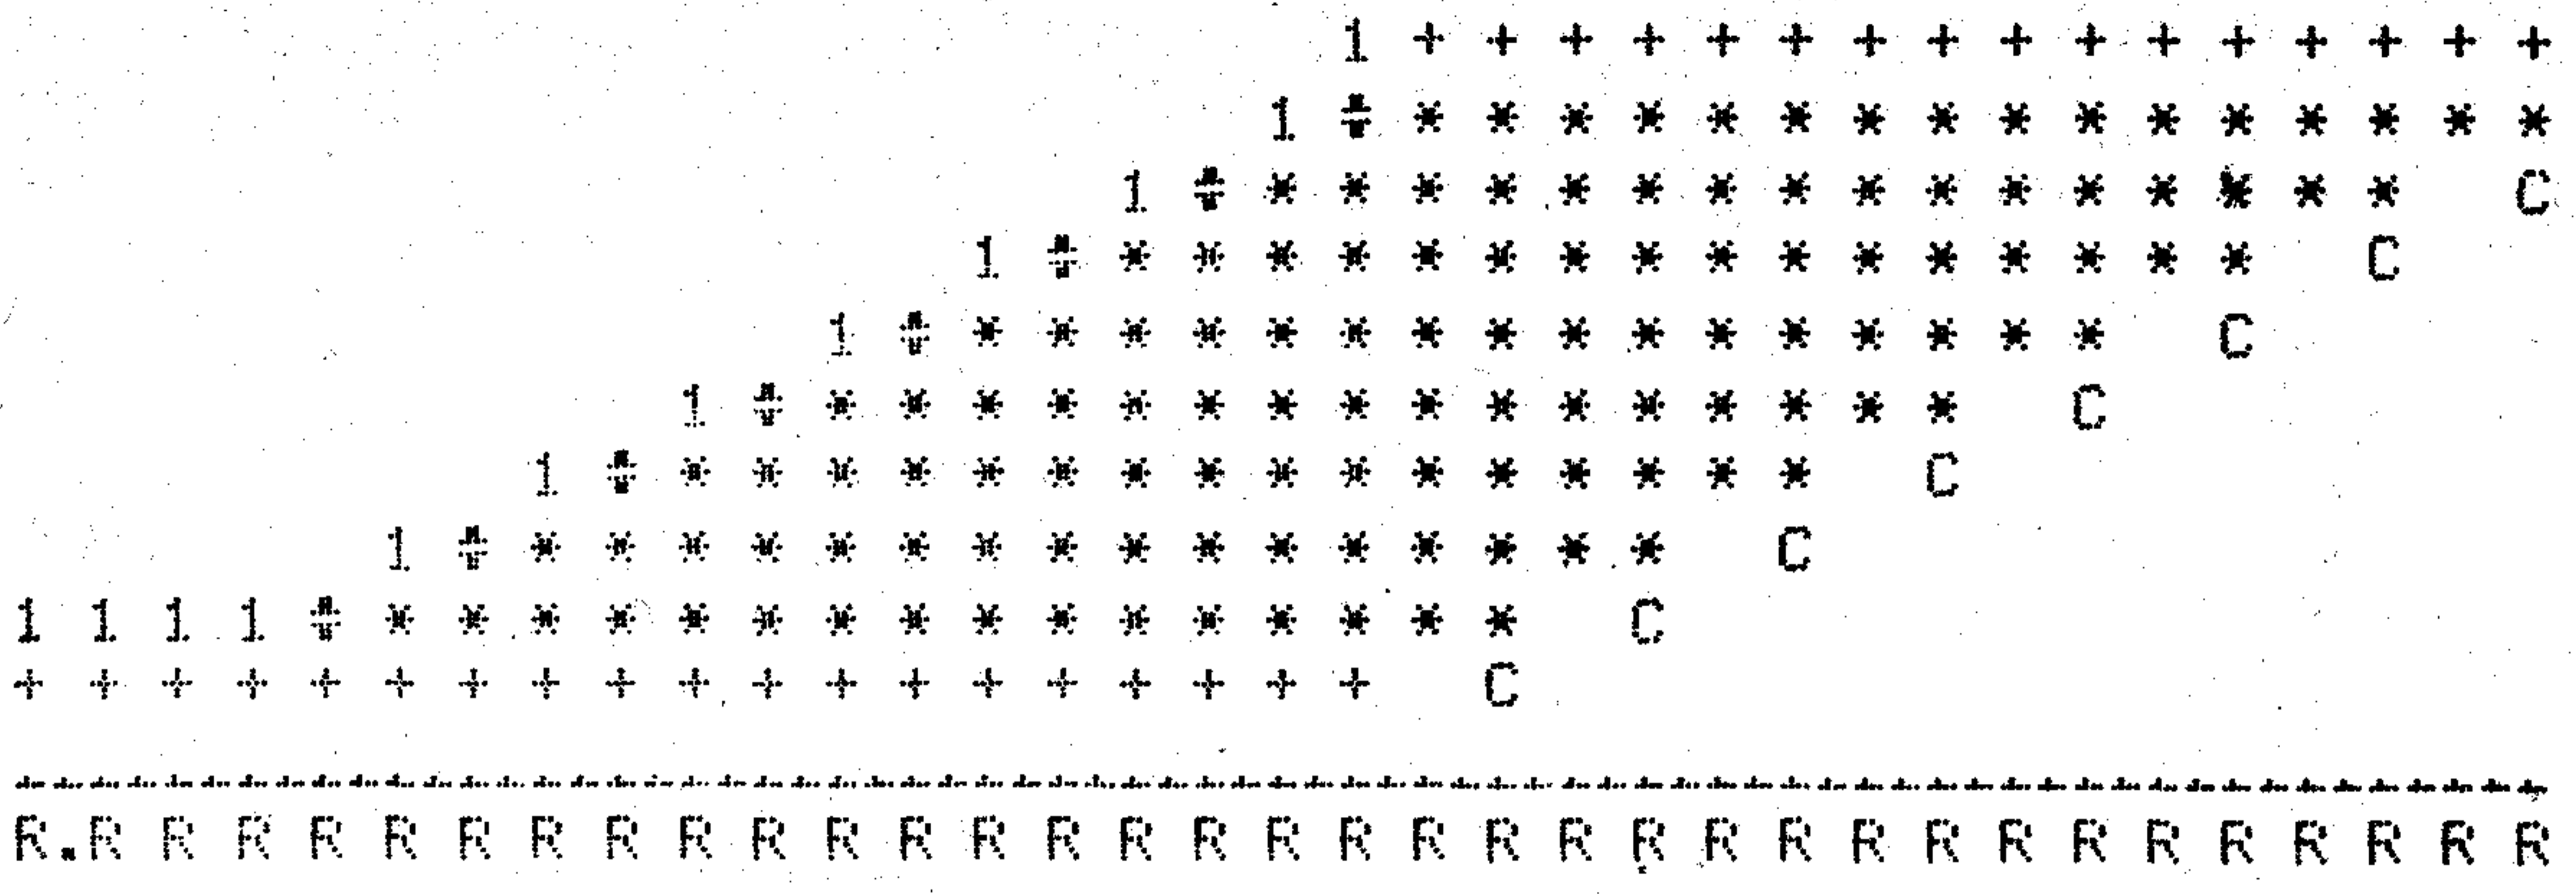 1 + + + + + + + + + + + + + + + +
1 ‡ * * * * * * * * * * * * * * * *
1 ‡ * * * * * * * * * * * * * * * * C
1 ‡ * * * * * * * * * * * * * * * * C
1 ‡ * * * * * * * * * * * * * * * * C
1 ‡ * * * * * * * * * * * * * * * * C
1 ‡ * * * * * * * * * * * * * * * * C
1 ‡ * * * * * * * * * * * * * * * * C
1 1 1 1 ‡ * * * * * * * * * * * * * * * * C
+ + + + + + + + + + + + + + + + + + + C
R.R R R R R R R R R R R R R R R R R R R R R R R R R R R R R R R R R R